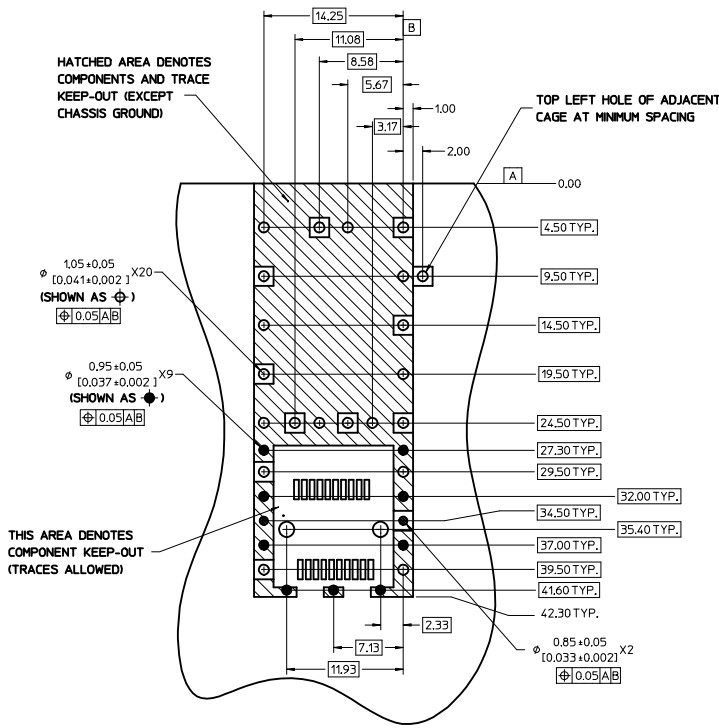 14.25
B
11.08
8.58
5.67
1.00
3.17
2.00
HATCHED AREA DENOTES
COMPONENTS AND TRACE
KEEP-OUT (EXCEPT
CHASSIS GROUND)
TOP LEFT HOLE OF ADJACENT
CAGE AT MINIMUM SPACING
A
0.00
4.50 TYP.
9.50 TYP.
14.50 TYP.
19.50 TYP.
24.50 TYP.
27.30 TYP.
29.50 TYP.
32.00 TYP.
34.50 TYP.
35.40 TYP.
37.00 TYP.
39.50 TYP.
41.60 TYP.
42.30 TYP.
ϕ 1.05±0.05 X20
[0.041±0.002 ]
(SHOWN AS )
⌖ 0.05 A B
ϕ 0.95±0.05 X9
[0.037±0.002 ]
(SHOWN AS )
⌖ 0.05 A B
THIS AREA DENOTES
COMPONENT KEEP-OUT
(TRACES ALLOWED)
2.33
7.13
11.93
ϕ 0.85±0.05 X2
[0.033±0.002]
⌖ 0.05 A B